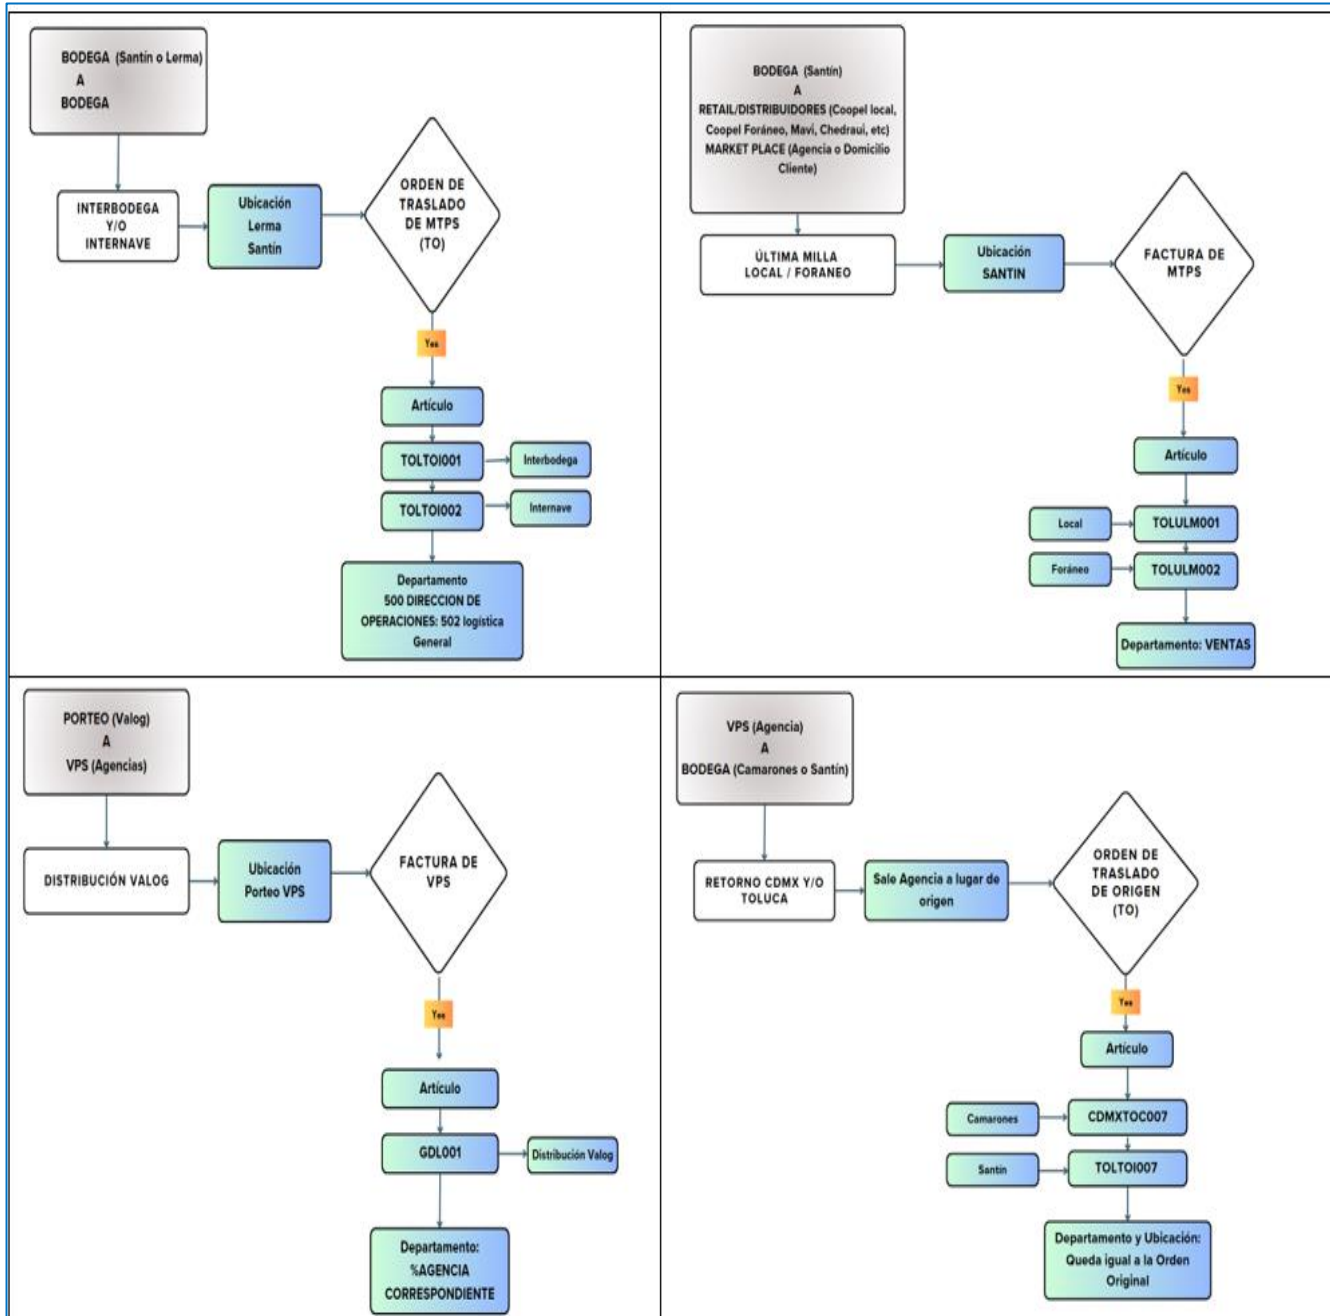 BODEGA (Santín o Lerma)
A
BODEGA
INTERBODEGA
Y/O
INTERNAVE
Ubicación
Lerma
Santín
ORDEN DE
TRASLADO
DE MTPS
(TO)
Yes
Artículo
TOLTOI001
Interbodega
TOLTOI002
Internave
Departamento
500 DIRECCION DE
OPERACIONES: 502 logística
General
BODEGA (Santín)
A
RETAIL/DISTRIBUIDORES (Coopel local,
Coopel Foráneo, Mavi, Chedraui, etc)
MARKET PLACE (Agencia o Domicilio
Cliente)
ÚLTIMA MILLA
LOCAL / FORANEO
Ubicación
SANTIN
FACTURA DE
MTPS
Yes
Artículo
Local
TOLULM001
Foráneo
TOLULM002
Departamento: VENTAS
PORTEO (Valog)
A
VPS (Agencias)
DISTRIBUCIÓN VALOG
Ubicación
Porteo VPS
FACTURA DE
VPS
Yes
Artículo
GDL001
Distribución Valog
Departamento:
%AGENCIA
CORRESPONDIENTE
VPS (Agencia)
A
BODEGA (Camarones o Santín)
RETORNO CDMX Y/O
TOLUCA
Sale Agencia a lugar de
origen
ORDEN DE
TRASLADO
DE ORIGEN
(TO)
Yes
Artículo
Camarones
CDMXTOC007
Santín
TOLTOI007
Departamento y Ubicación:
Queda igual a la Orden
Original